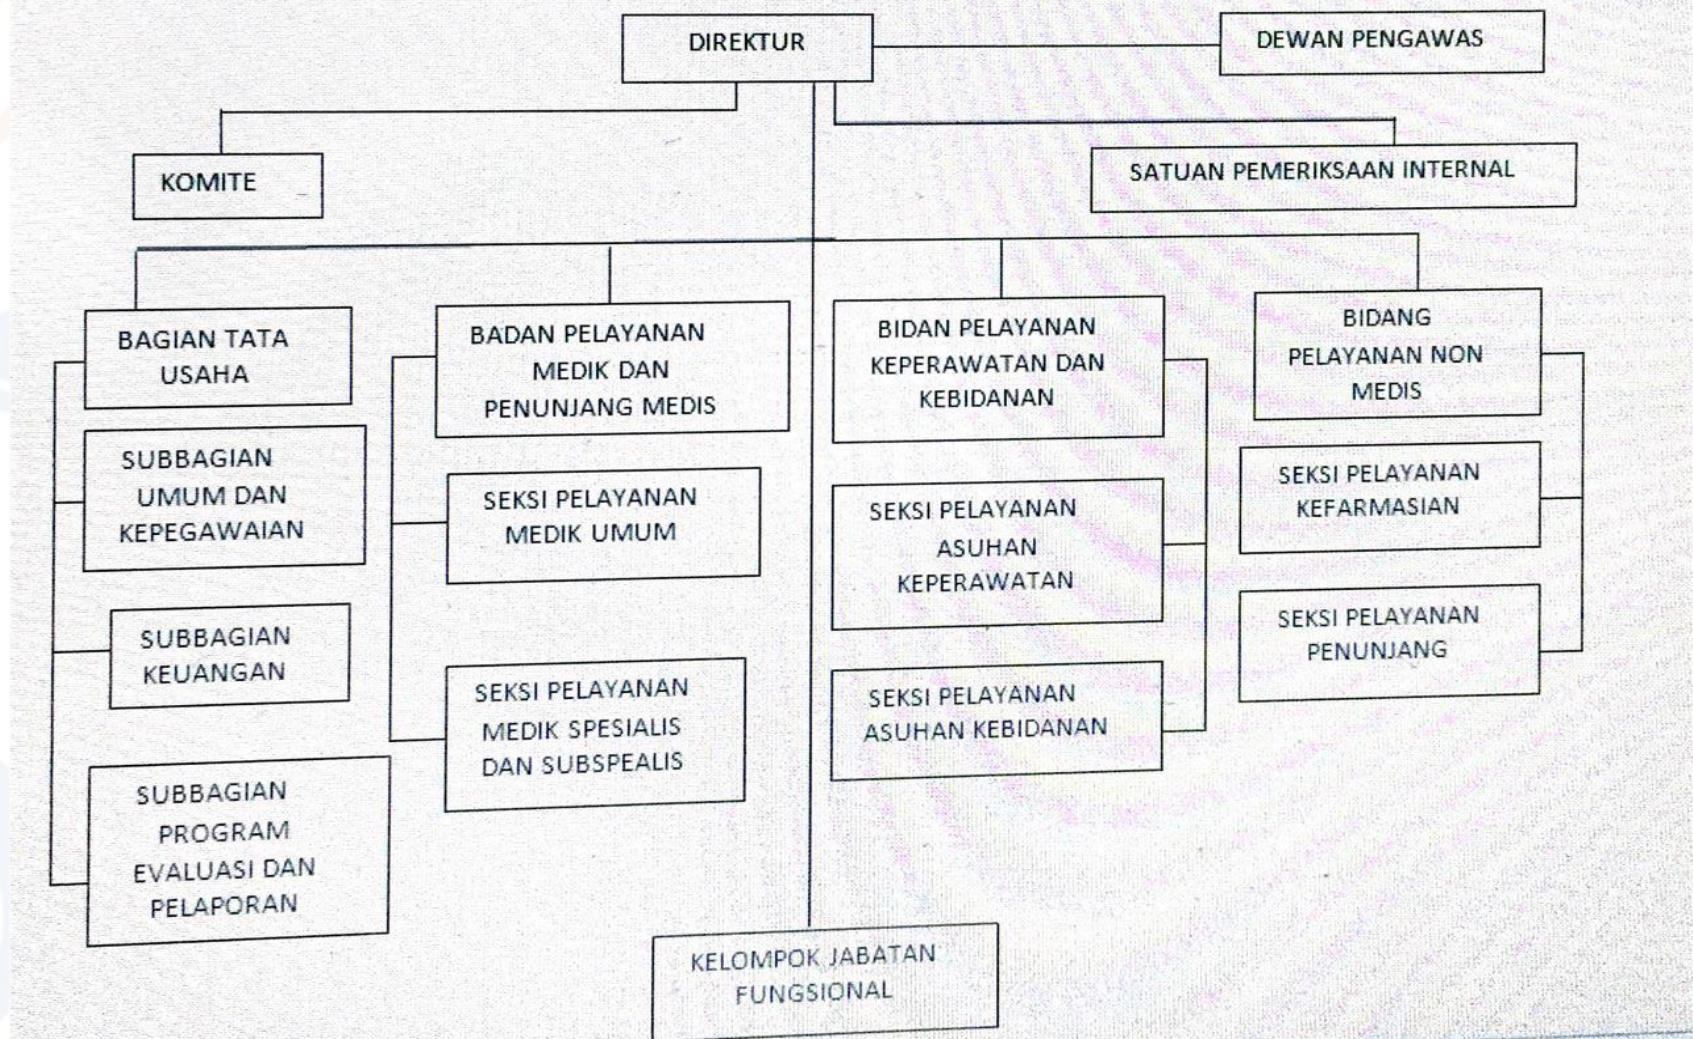 DIREKTUR
DEWAN PENGAWAS
KOMITE
SATUAN PEMERIKSAAN INTERNAL
BAGIAN TATA
USAHA
SUBBAGIAN
UMUM DAN
KEPEGAWAIAN
SUBBAGIAN
KEUANGAN
SUBBAGIAN
PROGRAM
EVALUASI DAN
PELAPORAN
BADAN PELAYANAN
MEDIK DAN
PENUNJANG MEDIS
SEKSI PELAYANAN
MEDIK UMUM
SEKSI PELAYANAN
MEDIK SPESIALIS
DAN SUBSPEALIS
BIDAN PELAYANAN
KEPERAWATAN DAN
KEBIDANAN
SEKSI PELAYANAN
ASUHAN
KEPERAWATAN
SEKSI PELAYANAN
ASUHAN KEBIDANAN
BIDANG
PELAYANAN NON
MEDIS
SEKSI PELAYANAN
KEFARMASIAN
SEKSI PELAYANAN
PENUNJANG
KELOMPOK JABATAN
FUNGSIONAL